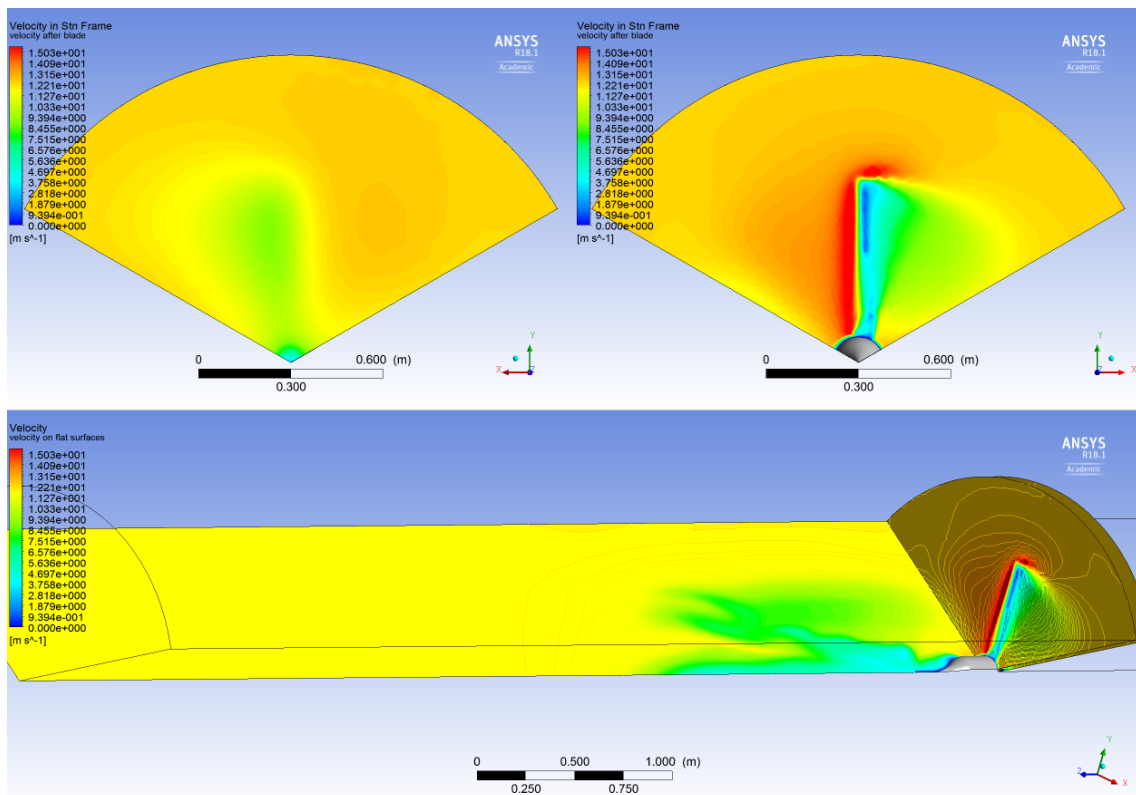 Velocity in Stn Frame
velocity after blade
1.503e+001
1.409e+001
1.315e+001
1.221e+001
1.127e+001
1.033e+001
9.394e+000
8.455e+000
7.515e+000
6.576e+000
5.636e+000
4.697e+000
3.758e+000
2.818e+000
1.879e+000
9.394e-001
0.000e+000
[m s^-1]
ANSYS
R18.1
Academic
0 0.600 (m)
0.300
Y
X
Z
Velocity in Stn Frame
velocity after blade
1.503e+001
1.409e+001
1.315e+001
1.221e+001
1.127e+001
1.033e+001
9.394e+000
8.455e+000
7.515e+000
6.576e+000
5.636e+000
4.697e+000
3.758e+000
2.818e+000
1.879e+000
9.394e-001
0.000e+000
[m s^-1]
ANSYS
R18.1
Academic
0 0.600 (m)
0.300
Y
Z
X
Velocity
velocity on flat surfaces
1.503e+001
1.409e+001
1.315e+001
1.221e+001
1.127e+001
1.033e+001
9.394e+000
8.455e+000
7.515e+000
6.576e+000
5.636e+000
4.697e+000
3.758e+000
2.818e+000
1.879e+000
9.394e-001
0.000e+000
[m s^-1]
ANSYS
R18.1
Academic
0 0.500 1.000 (m)
0.250 0.750
Y
Z
X